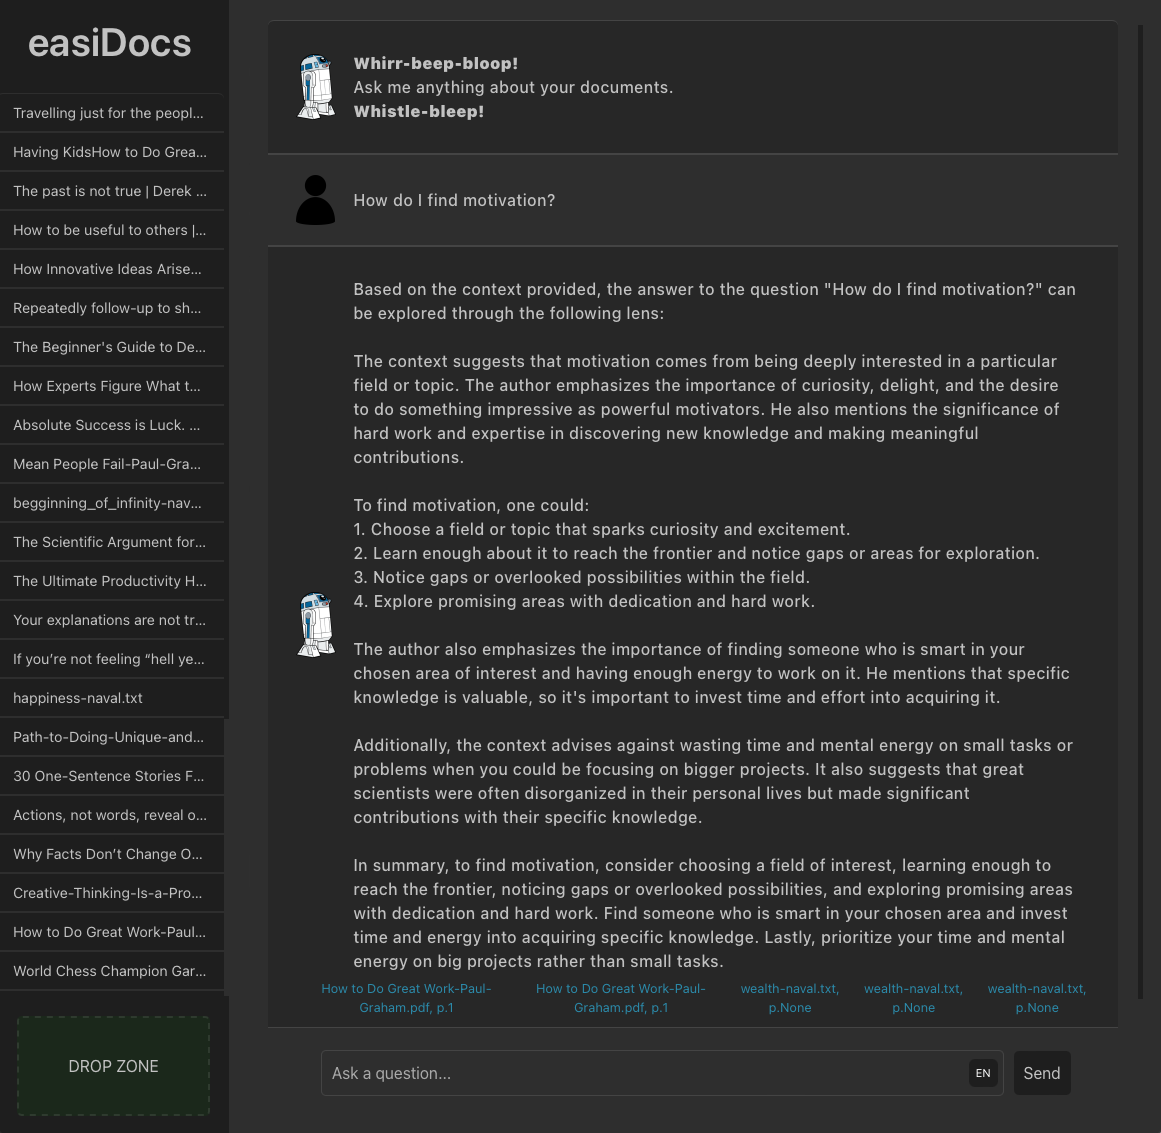 easiDocs
Travelling just for the peopl...
Having KidsHow to Do Grea...
The past is not true | Derek ...
How to be useful to others |...
How Innovative Ideas Arise...
Repeatedly follow-up to sh...
The Beginner's Guide to De...
How Experts Figure What t...
Absolute Success is Luck. ...
Mean People Fail-Paul-Gra...
begginning_of_infinity-nav...
The Scientific Argument for...
The Ultimate Productivity H...
Your explanations are not tr...
If you’re not feeling “hell ye...
happiness-naval.txt
Path-to-Doing-Unique-and...
30 One-Sentence Stories F...
Actions, not words, reveal o...
Why Facts Don’t Change O...
Creative-Thinking-Is-a-Pro...
How to Do Great Work-Paul...
World Chess Champion Gar...
DROP ZONE
Whirr-beep-bloop!
Ask me anything about your documents.
Whistle-bleep!
How do I find motivation?
Based on the context provided, the answer to the question "How do I find motivation?" can
be explored through the following lens:
The context suggests that motivation comes from being deeply interested in a particular
field or topic. The author emphasizes the importance of curiosity, delight, and the desire
to do something impressive as powerful motivators. He also mentions the significance of
hard work and expertise in discovering new knowledge and making meaningful
contributions.
To find motivation, one could:
1. Choose a field or topic that sparks curiosity and excitement.
2. Learn enough about it to reach the frontier and notice gaps or areas for exploration.
3. Notice gaps or overlooked possibilities within the field.
4. Explore promising areas with dedication and hard work.
The author also emphasizes the importance of finding someone who is smart in your
chosen area of interest and having enough energy to work on it. He mentions that specific
knowledge is valuable, so it's important to invest time and effort into acquiring it.
Additionally, the context advises against wasting time and mental energy on small tasks or
problems when you could be focusing on bigger projects. It also suggests that great
scientists were often disorganized in their personal lives but made significant
contributions with their specific knowledge.
In summary, to find motivation, consider choosing a field of interest, learning enough to
reach the frontier, noticing gaps or overlooked possibilities, and exploring promising areas
with dedication and hard work. Find someone who is smart in your chosen area and invest
time and energy into acquiring specific knowledge. Lastly, prioritize your time and mental
energy on big projects rather than small tasks.
How to Do Great Work-Paul-
Graham.pdf, p.1
How to Do Great Work-Paul-
Graham.pdf, p.1
wealth-naval.txt,
p.None
wealth-naval.txt,
p.None
wealth-naval.txt,
p.None
Ask a question...
EN
Send